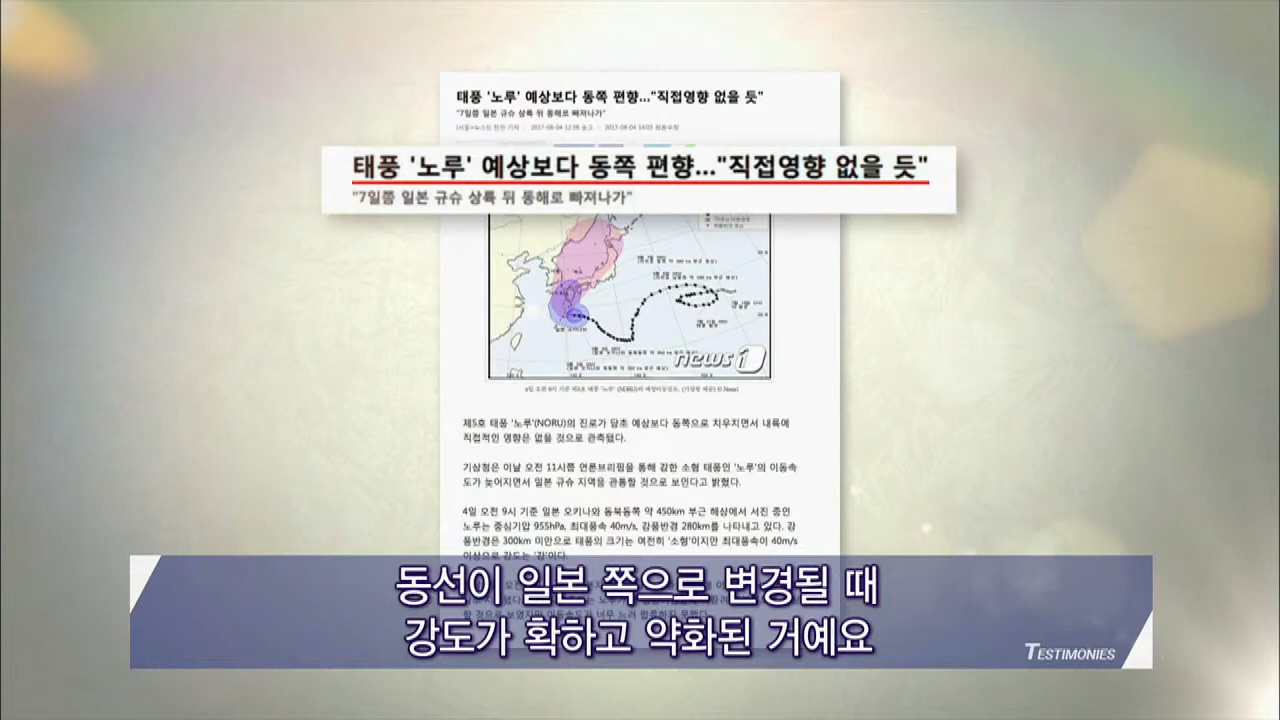 태풍 '노루' 예상보다 동쪽 편향..."직접영향 없을 듯"
"7일쯤 일본 규슈 상륙 뒤 동해로 빠져나가"
태풍 '노루' 예상보다 동쪽 편향..."직접영향 없을 듯"
"7일쯤 일본 규슈 상륙 뒤 동해로 빠져나가"
news1
제5호 태풍 '노루'(NORU)의 진로가 당초 예상보다 동쪽으로 치우치면서 내륙에
직접적인 영향은 없을 것으로 관측됐다.
기상청은 이날 오전 11시쯤 언론브리핑을 통해 강한 소형 태풍인 '노루'의 이동속
도가 늦어지면서 일본 규슈 지역을 관통할 것으로 보인다고 밝혔다.
4일 오전 9시 기준 일본 오키나와 동북동쪽 약 450km 부근 해상에서 서진 중인
노루는 중심기압 955hPa, 최대풍속 40m/s, 강풍반경 280km를 나타내고 있다. 강
풍반경은 300km 미만으로 태풍의 크기는 여전히 '소형'이지만 최대풍속이 40m/s
이상으로 강도는 '강'이다.
동선이 일본 쪽으로 변경될 때
강도가 확하고 약화된 거예요
TESTIMONIES